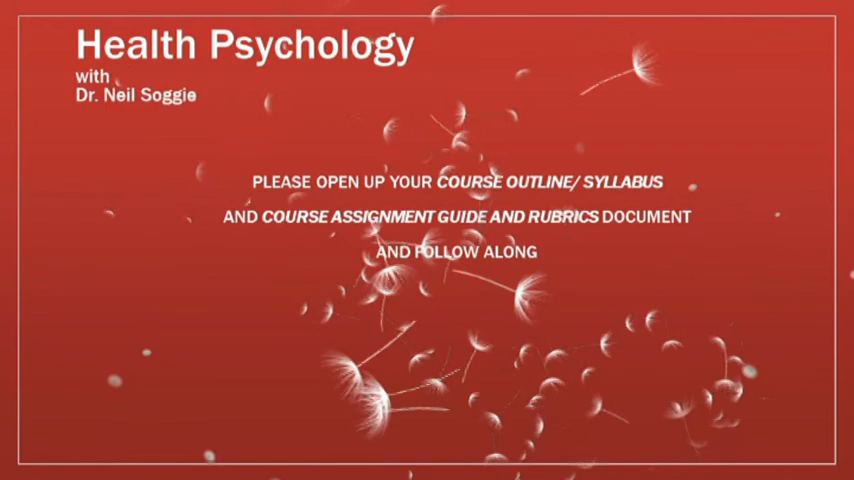 Health Psychology
with
Dr. Neil Soggie
PLEASE OPEN UP YOUR COURSE OUTLINE/ SYLLABUS
AND COURSE ASSIGNMENT GUIDE AND RUBRICS DOCUMENT
AND FOLLOW ALONG